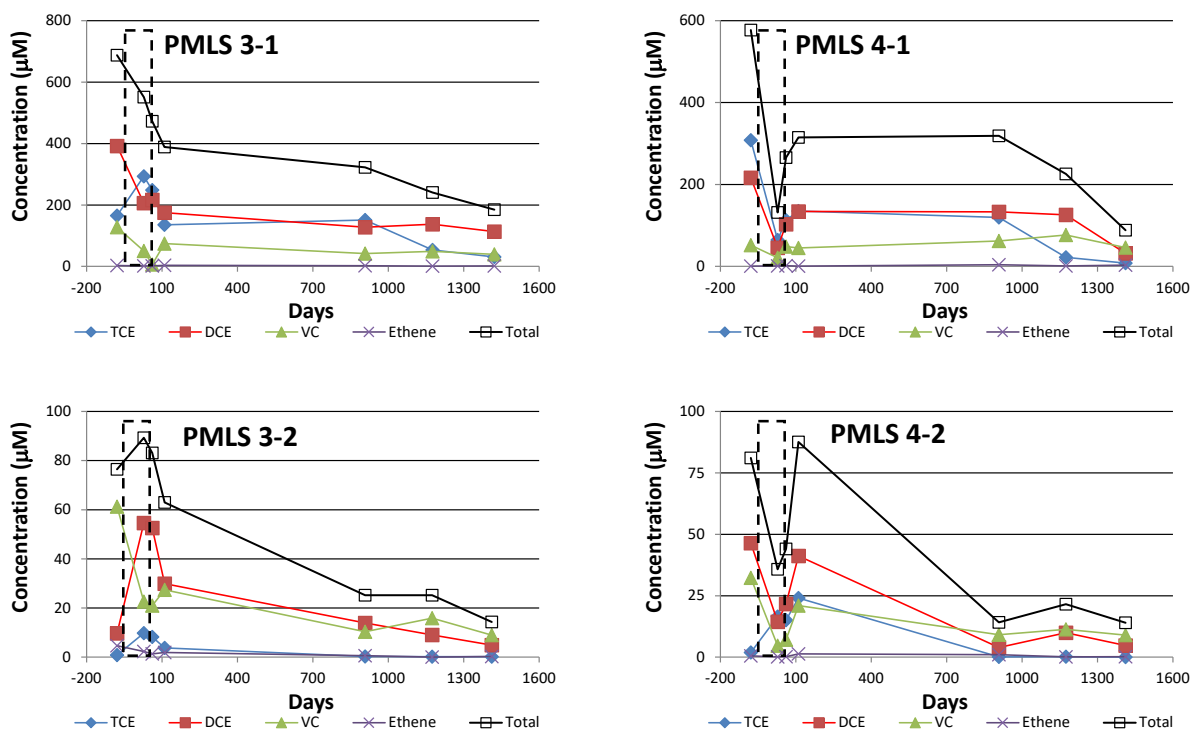 PMLS 3-1
Concentration (µM)
800
600
400
200
0
-200 100 400 700 1000 1300 1600
Days
TCE DCE VC Ethene Total
PMLS 4-1
Concentration (µM)
600
400
200
0
-200 100 400 700 1000 1300 1600
Days
TCE DCE VC Ethene Total
PMLS 3-2
Concentration (µM)
100
80
60
40
20
0
-200 100 400 700 1000 1300 1600
Days
TCE DCE VC Ethene Total
PMLS 4-2
Concentration (µM)
100
75
50
25
0
-200 100 400 700 1000 1300 1600
Days
TCE DCE VC Ethene Total